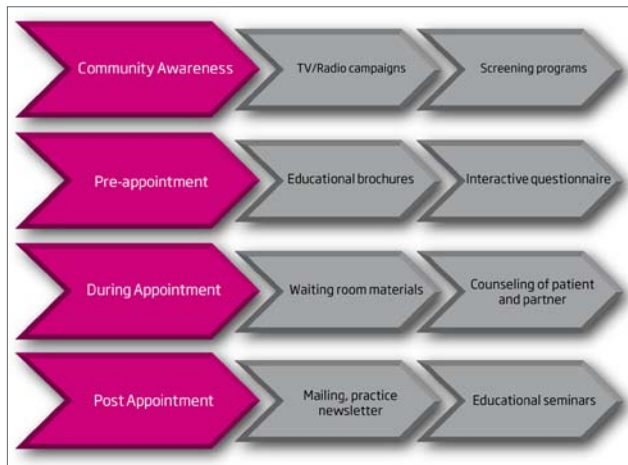 Community Awareness
TV/Radio campaigns
Screening programs
Pre-appointment
Educational brochures
Interactive questionnaire
During Appointment
Waiting room materials
Counseling of patient
and partner
Post Appointment
Mailing, practice
newsletter
Educational seminars